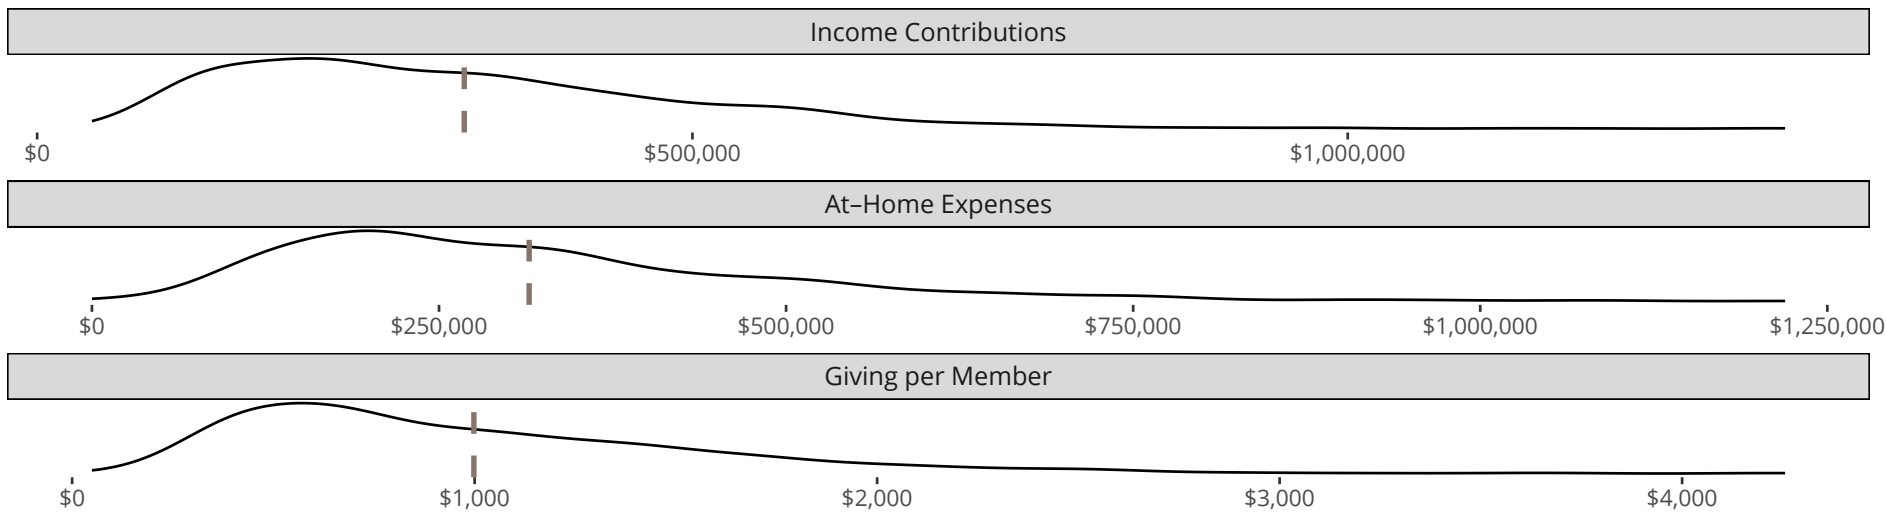 Income Contributions
$0 $500,000 $1,000,000
At–Home Expenses
$0 $250,000 $500,000 $750,000 $1,000,000 $1,250,000
Giving per Member
$0 $1,000 $2,000 $3,000 $4,000